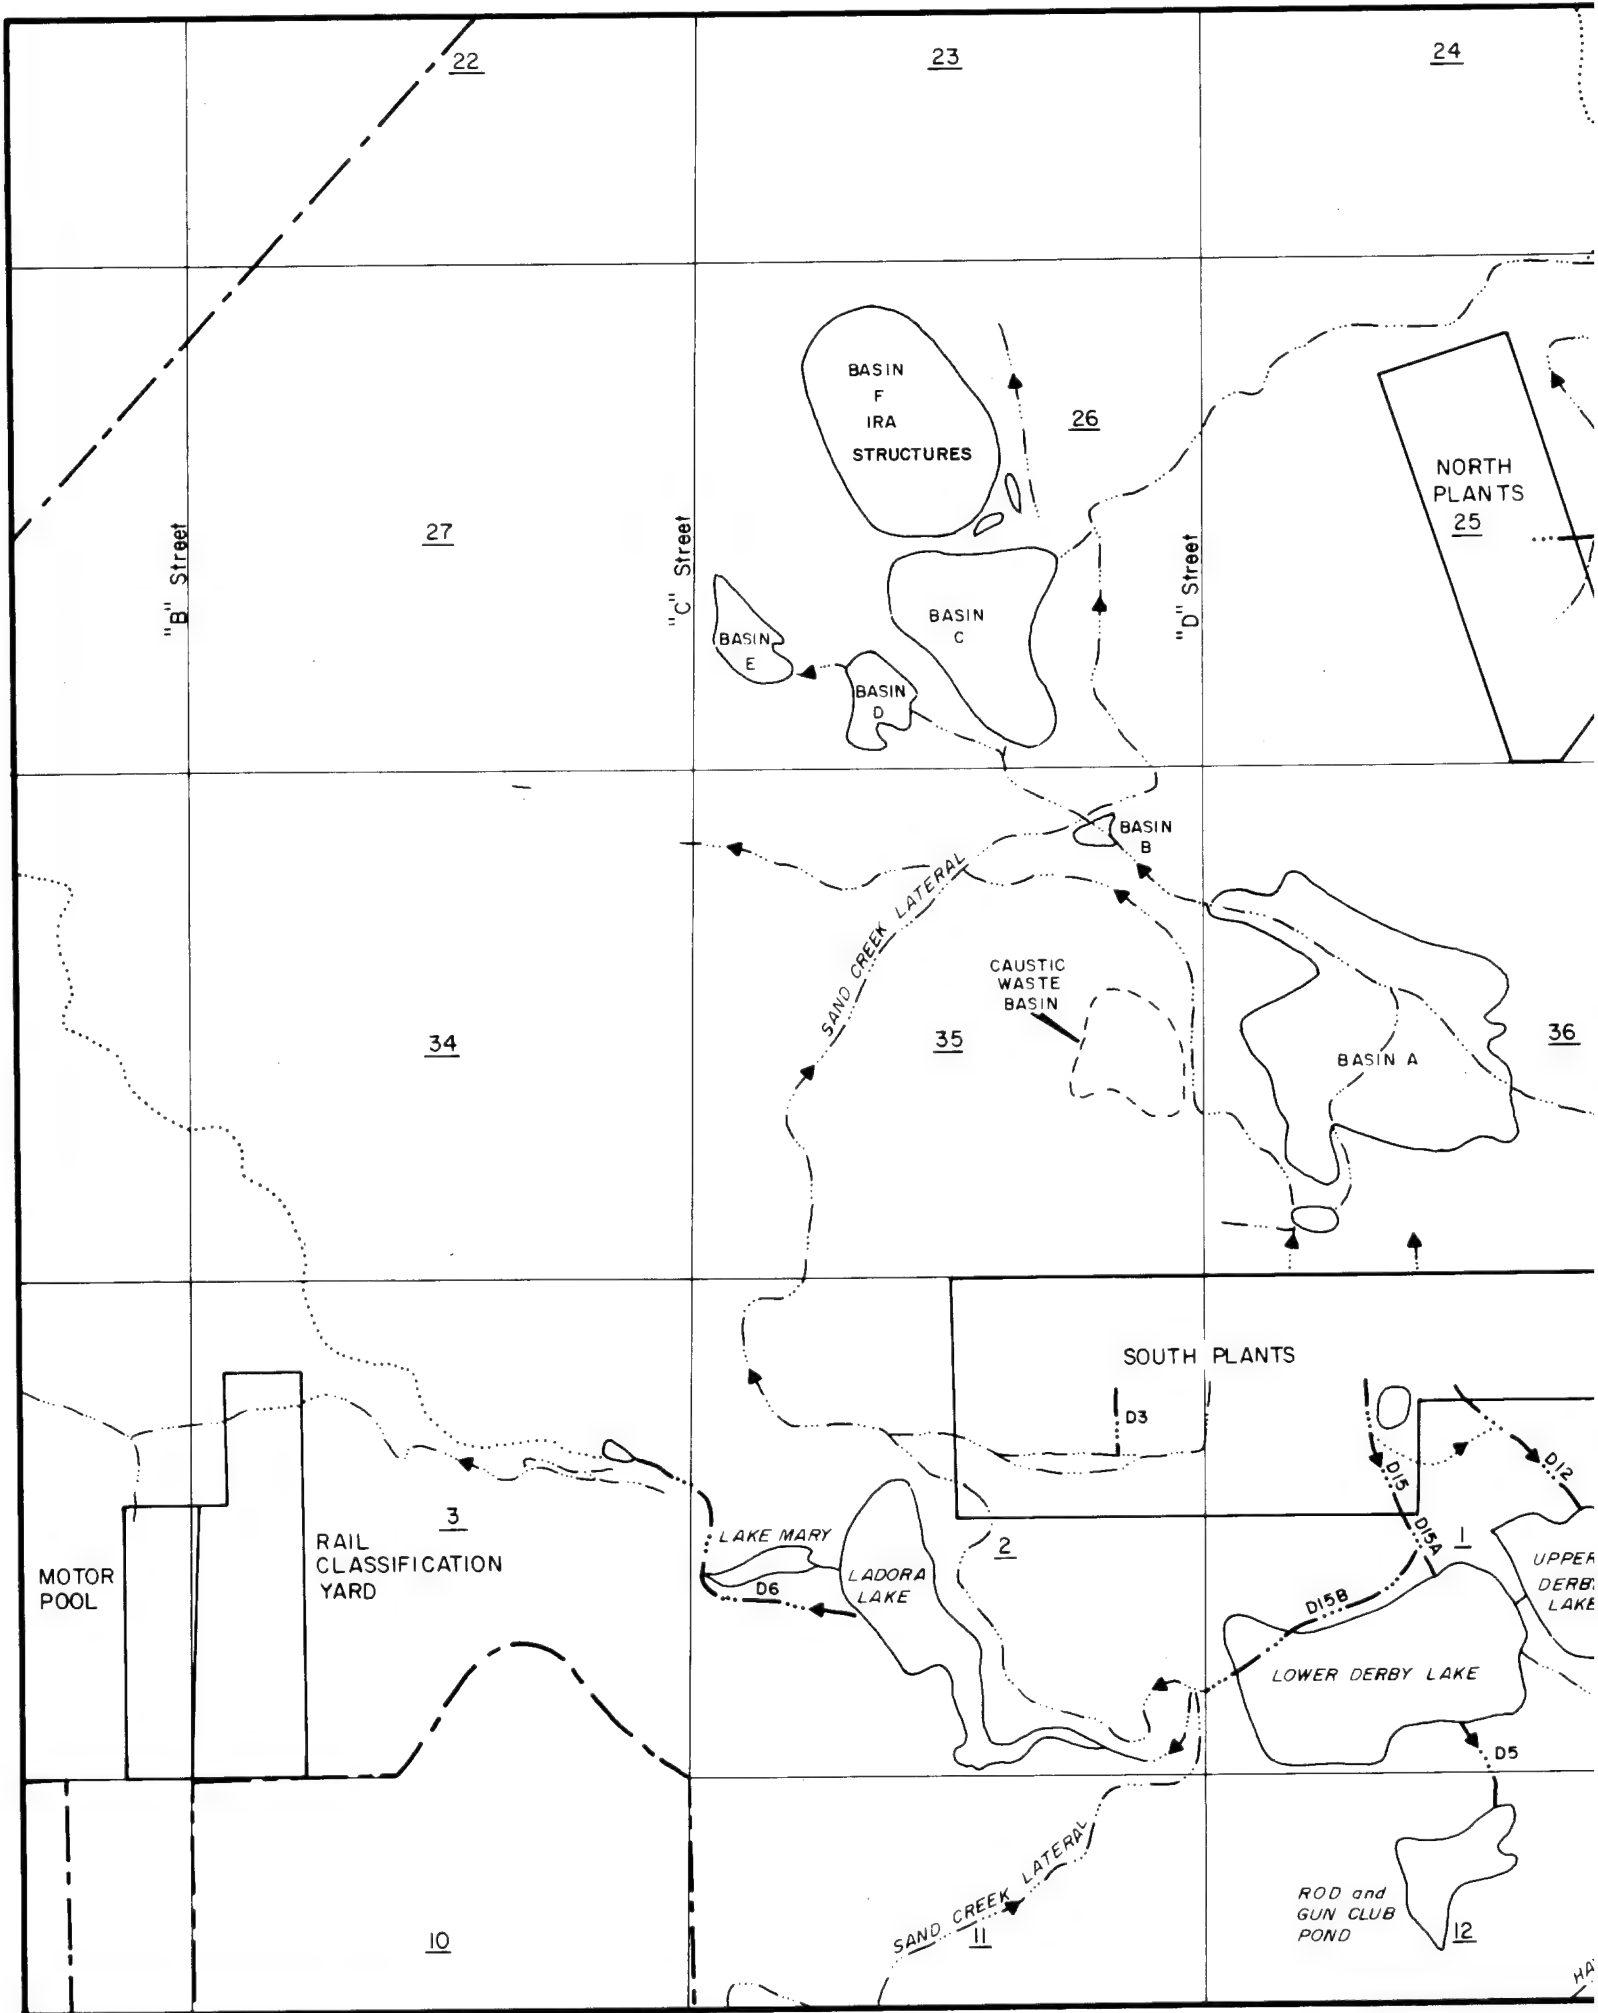 22
23
24
BASIN
F
IRA
STRUCTURES
26
NORTH
PLANTS
25
27
"B" Street
"C" Street
"D" Street
BASIN
E
BASIN
D
BASIN
C
BASIN
B
SAND CREEK LATERAL
CAUSTIC
WASTE
BASIN
34
35
36
BASIN A
SOUTH PLANTS
D3
D15
D12
D15A
1
3
RAIL
CLASSIFICATION
YARD
MOTOR
POOL
LAKE MARY
D6
LADORA
LAKE
2
D15B
UPPER
DERB
LAKE
LOWER DERBY LAKE
D5
SAND CREEK LATERAL
10
11
ROD and
GUN CLUB
POND
12
HA